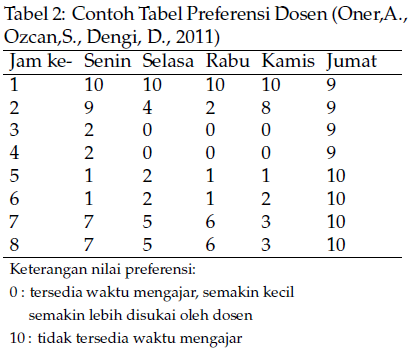 Tabel 2: Contoh Tabel Preferensi Dosen (Oner,A.,
Ozcan,S., Dengi, D., 2011)
Jam ke- Senin Selasa Rabu Kamis Jumat
1 10 10 10 10 9
2 9 4 2 8 9
3 2 0 0 0 9
4 2 0 0 0 9
5 1 2 1 1 10
6 1 2 1 2 10
7 7 5 6 3 10
8 7 5 6 3 10
Keterangan nilai preferensi:
0 : tersedia waktu mengajar, semakin kecil
semakin lebih disukai oleh dosen
10 : tidak tersedia waktu mengajar